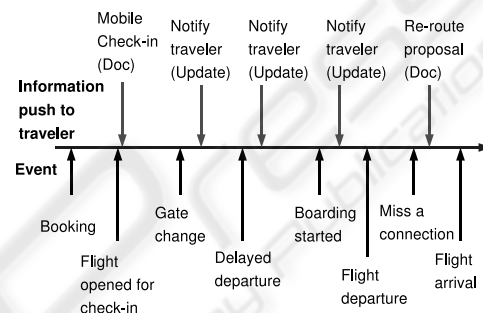 Mobile
Check-in
(Doc)
Notify
traveler
(Update)
Notify
traveler
(Update)
Notify
traveler
(Update)
Re-route
proposal
(Doc)
Information
push to
traveler
Event
Booking
Flight
opened for
check-in
Gate
change
Delayed
departure
Boarding
started
Flight
departure
Miss a
connection
Flight
arrival